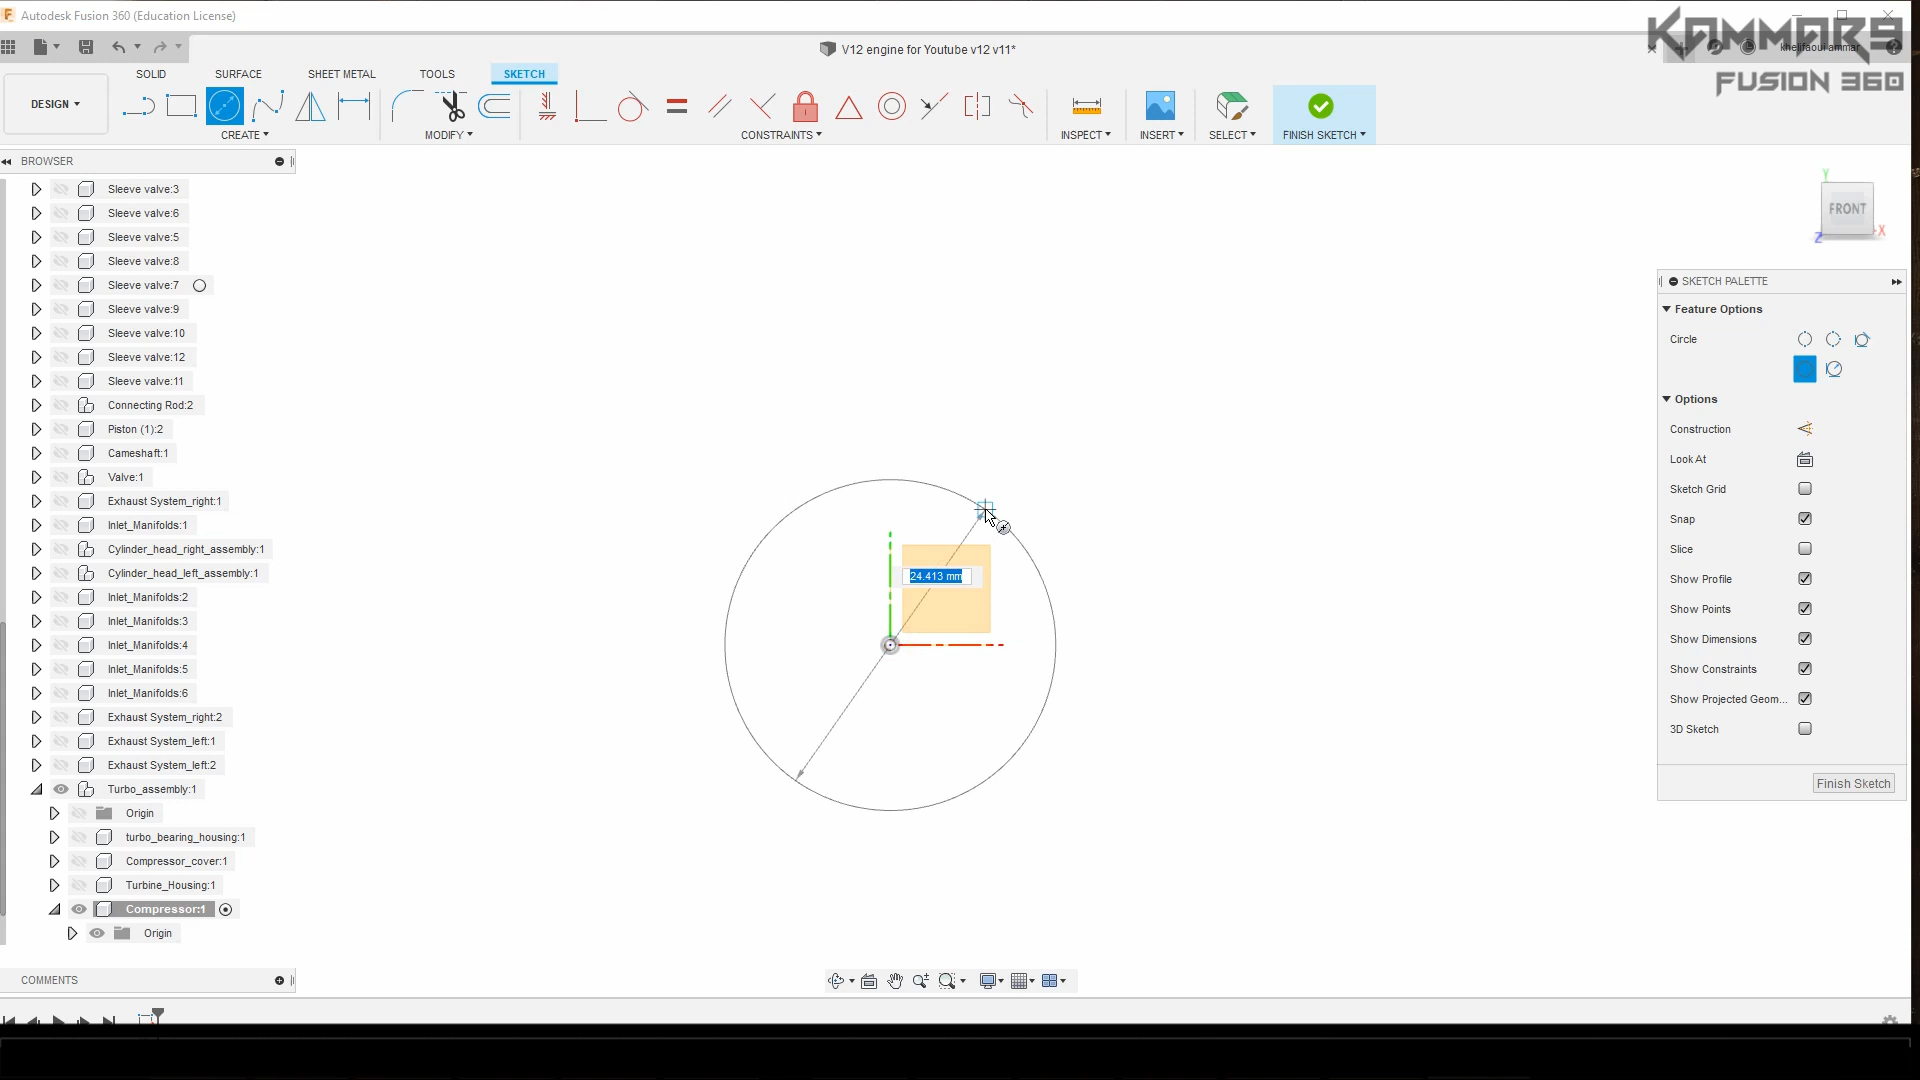 Autodesk Fusion 360 (Education License)
KAMMARS
FUSION 360
V12 engine for Youtube v12 v11*
khelifaoui ammar
SOLID
SURFACE
SHEET METAL
TOOLS
SKETCH
DESIGN
CREATE
MODIFY
CONSTRAINTS
INSPECT
INSERT
SELECT
FINISH SKETCH
BROWSER
Sleeve valve:3
Sleeve valve:6
Sleeve valve:5
Sleeve valve:8
Sleeve valve:7
Sleeve valve:9
Sleeve valve:10
Sleeve valve:12
Sleeve valve:11
Connecting Rod:2
Piston (1):2
Cameshaft:1
Valve:1
Exhaust System_right:1
Inlet_Manifolds:1
Cylinder_head_right_assembly:1
Cylinder_head_left_assembly:1
Inlet_Manifolds:2
Inlet_Manifolds:3
Inlet_Manifolds:4
Inlet_Manifolds:5
Inlet_Manifolds:6
Exhaust System_right:2
Exhaust System_left:1
Exhaust System_left:2
Turbo_assembly:1
Origin
turbo_bearing_housing:1
Compressor_cover:1
Turbine_Housing:1
Compressor:1
Origin
COMMENTS
24.413 mm
Y
FRONT
X
Z
SKETCH PALETTE
Feature Options
Circle
Options
Construction
Look At
Sketch Grid
Snap
Slice
Show Profile
Show Points
Show Dimensions
Show Constraints
Show Projected Geom...
3D Sketch
Finish Sketch